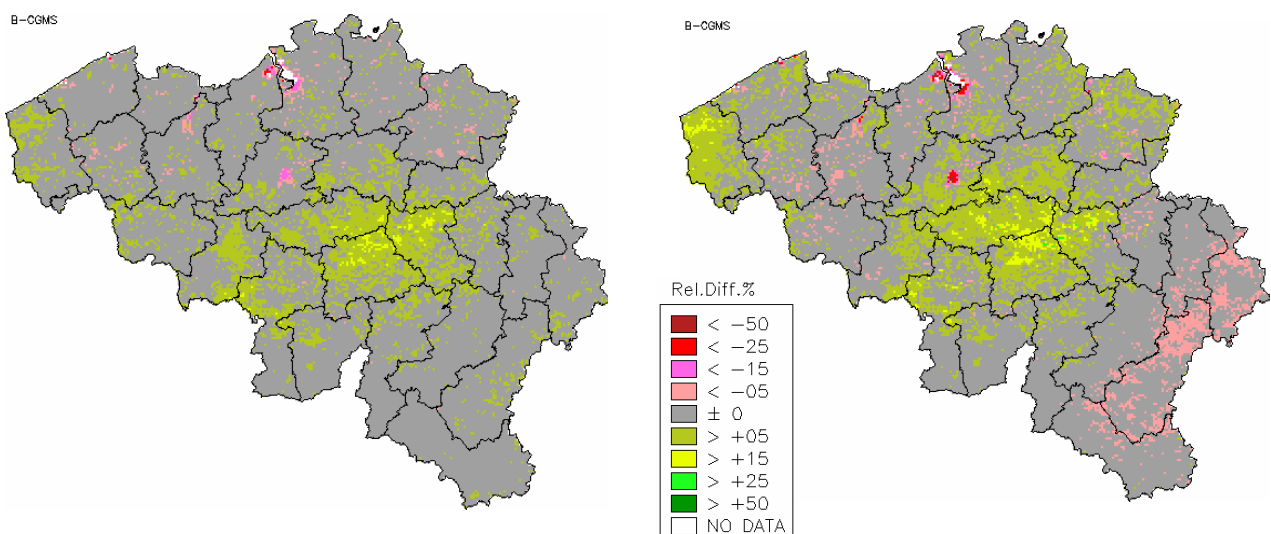 B-CGMS
B-CGMS
Rel.Diff.%
< -50
< -25
< -15
< -05
± 0
> +05
> +15
> +25
> +50
NO DATA